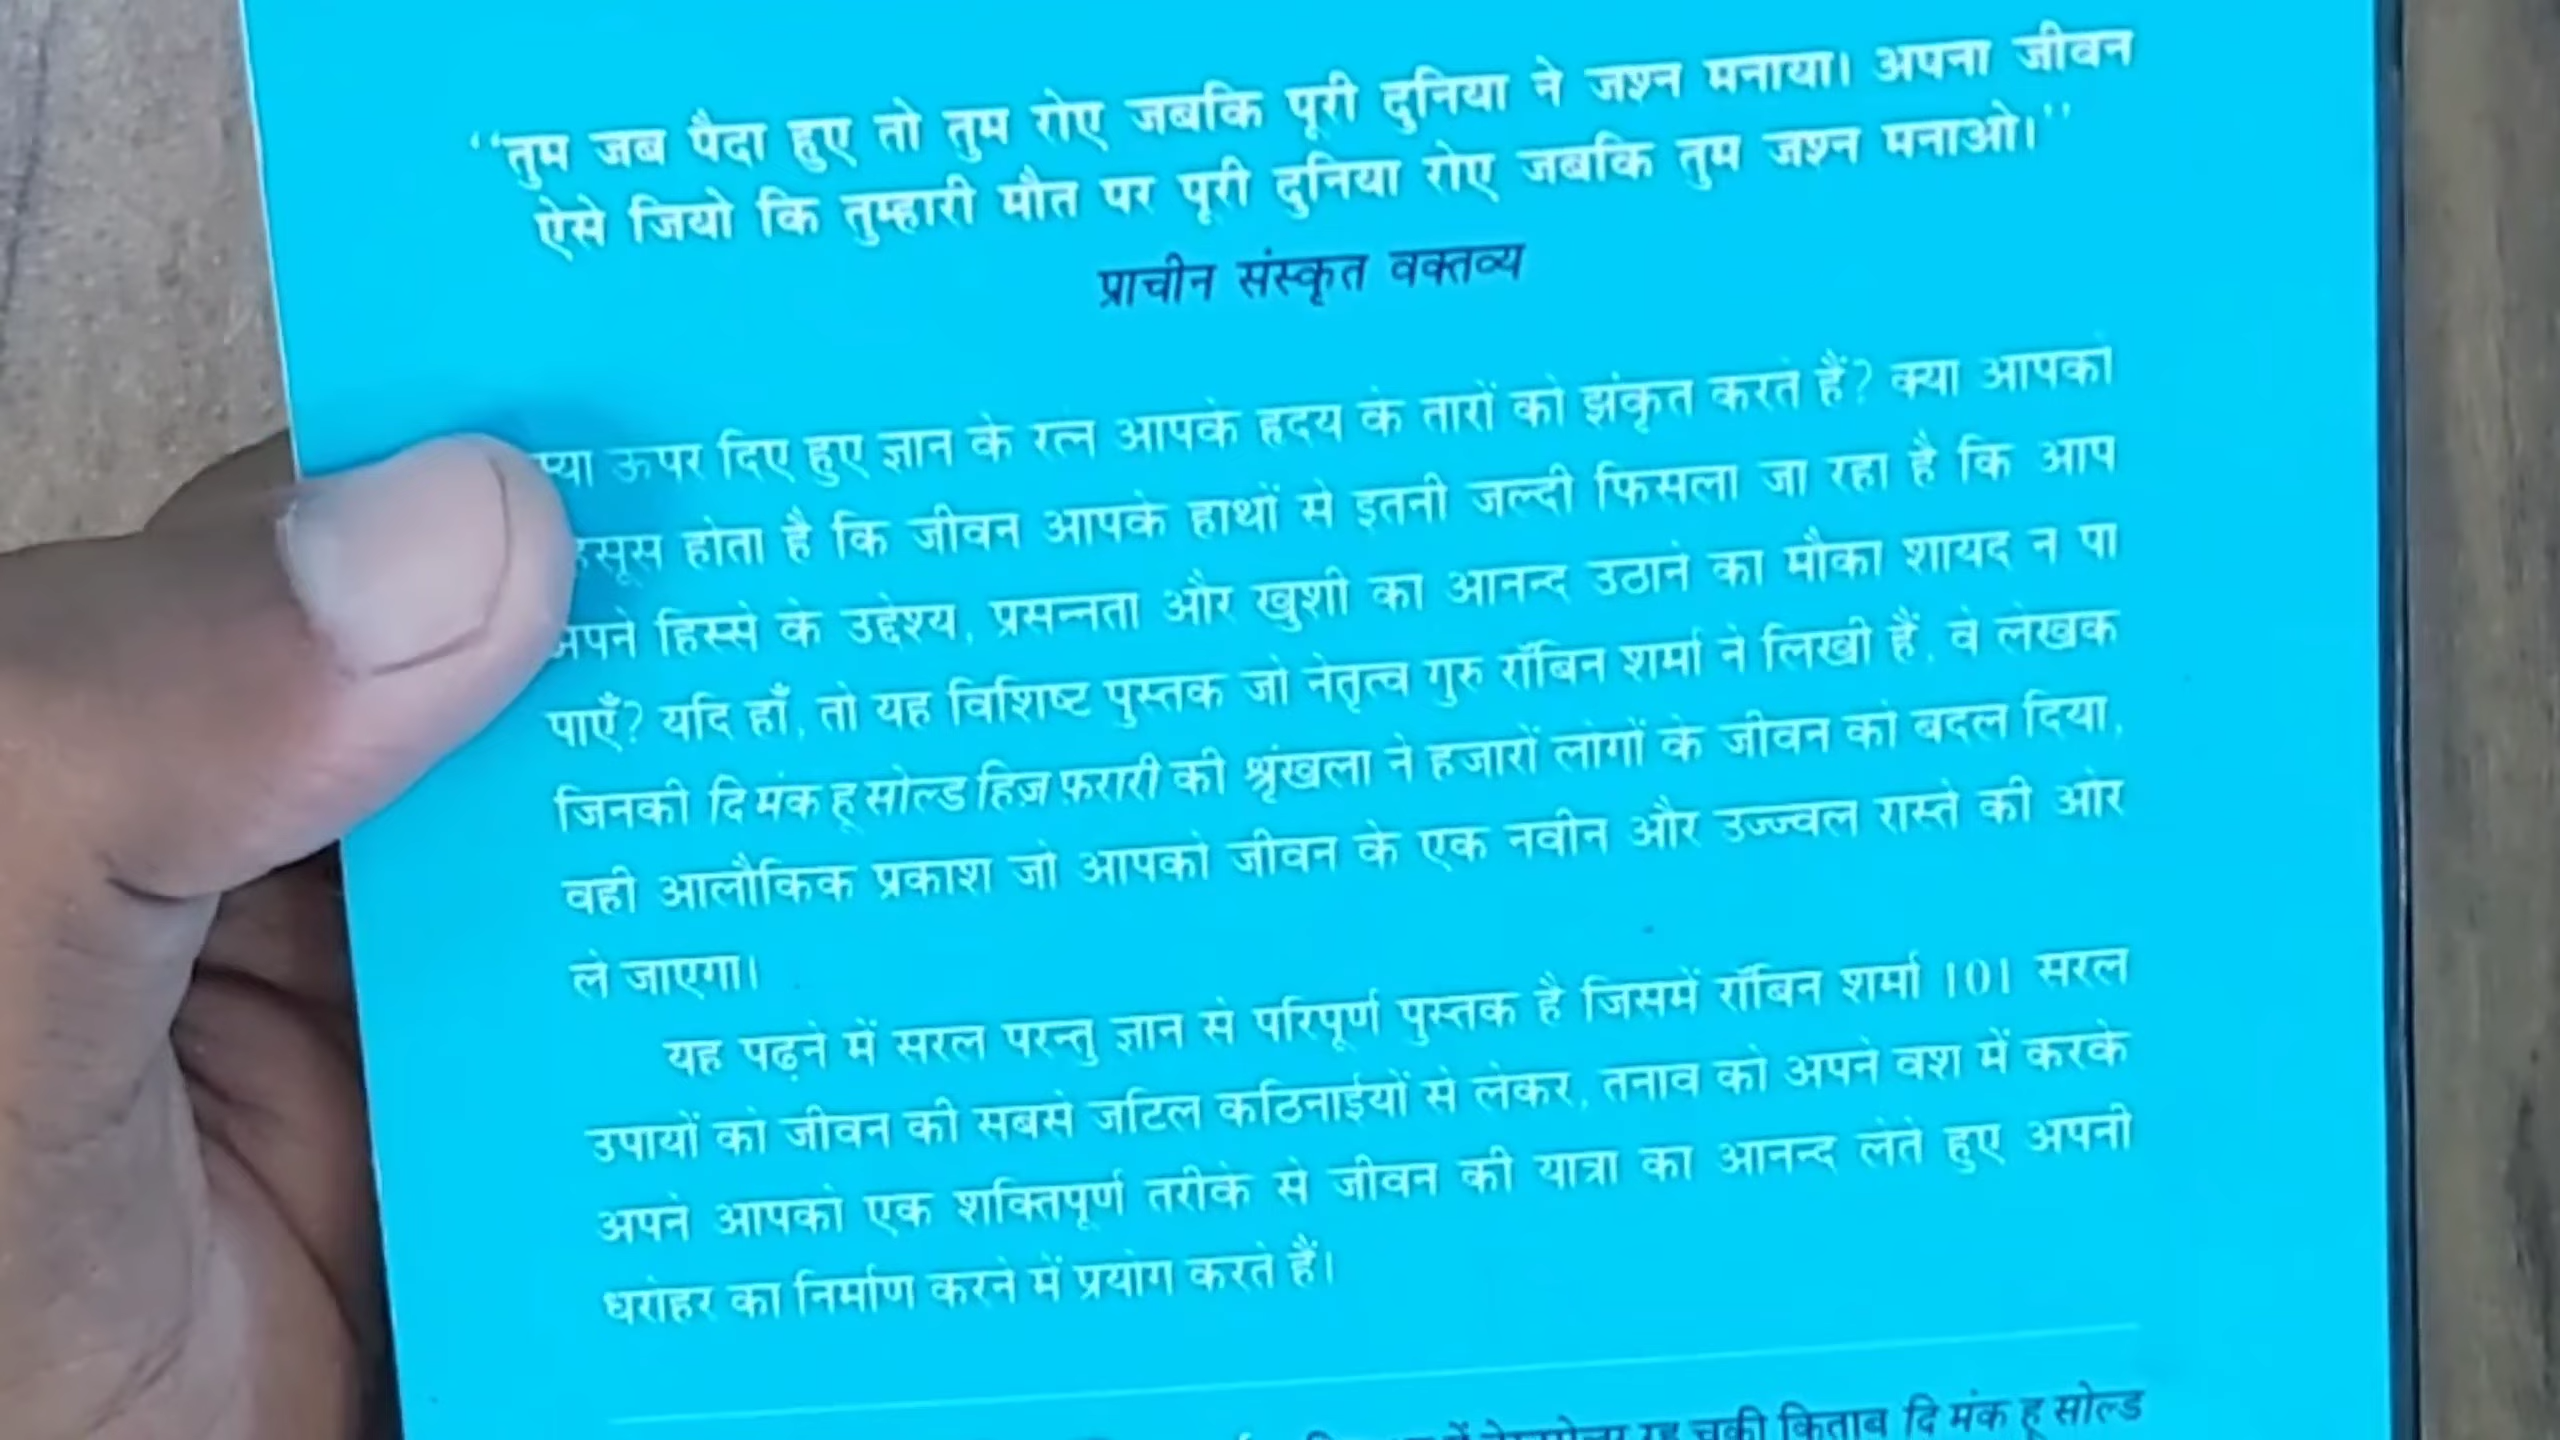 “तुम जब पैदा हुए तो तुम रोए जबकि पूरी दुनिया ने जश्न मनाया। अपना जीवन
ऐसे जियो कि तुम्हारी मौत पर पूरी दुनिया रोए जबकि तुम जश्न मनाओ।”
प्राचीन संस्कृत वक्तव्य
ऊपर दिए हुए ज्ञान के रत्न आपके हृदय के तारों को झंकृत करते हैं? क्या आपको
होता है कि जीवन आपके हाथों से इतनी जल्दी फिसला जा रहा है कि आप
अपने हिस्से के उद्देश्य, प्रसन्नता और खुशी का आनन्द उठाने का मौका शायद न पा
पाएँ? यदि हाँ, तो यह विशिष्ट पुस्तक जो नेतृत्व गुरु रॉबिन शर्मा ने लिखी हैं, वे लेखक
जिनकी दि मंक हू सोल्ड हिज़ फ़रारी की श्रृंखला ने हजारों लोगों के जीवन को बदल दिया,
वही आलौकिक प्रकाश जो आपको जीवन के एक नवीन और उज्ज्वल रास्ते की ओर
ले जाएगा।
यह पढ़ने में सरल परन्तु ज्ञान से परिपूर्ण पुस्तक है जिसमें रॉबिन शर्मा 101 सरल
उपायों को जीवन की सबसे जटिल कठिनाईयों से लेकर, तनाव को अपने वश में करके
अपने आपको एक शक्तिपूर्ण तरीके से जीवन की यात्रा का आनन्द लेते हुए अपनी
धरोहर का निर्माण करने में प्रयोग करते हैं।
चुकी किताब दि मंक हू सोल्ड